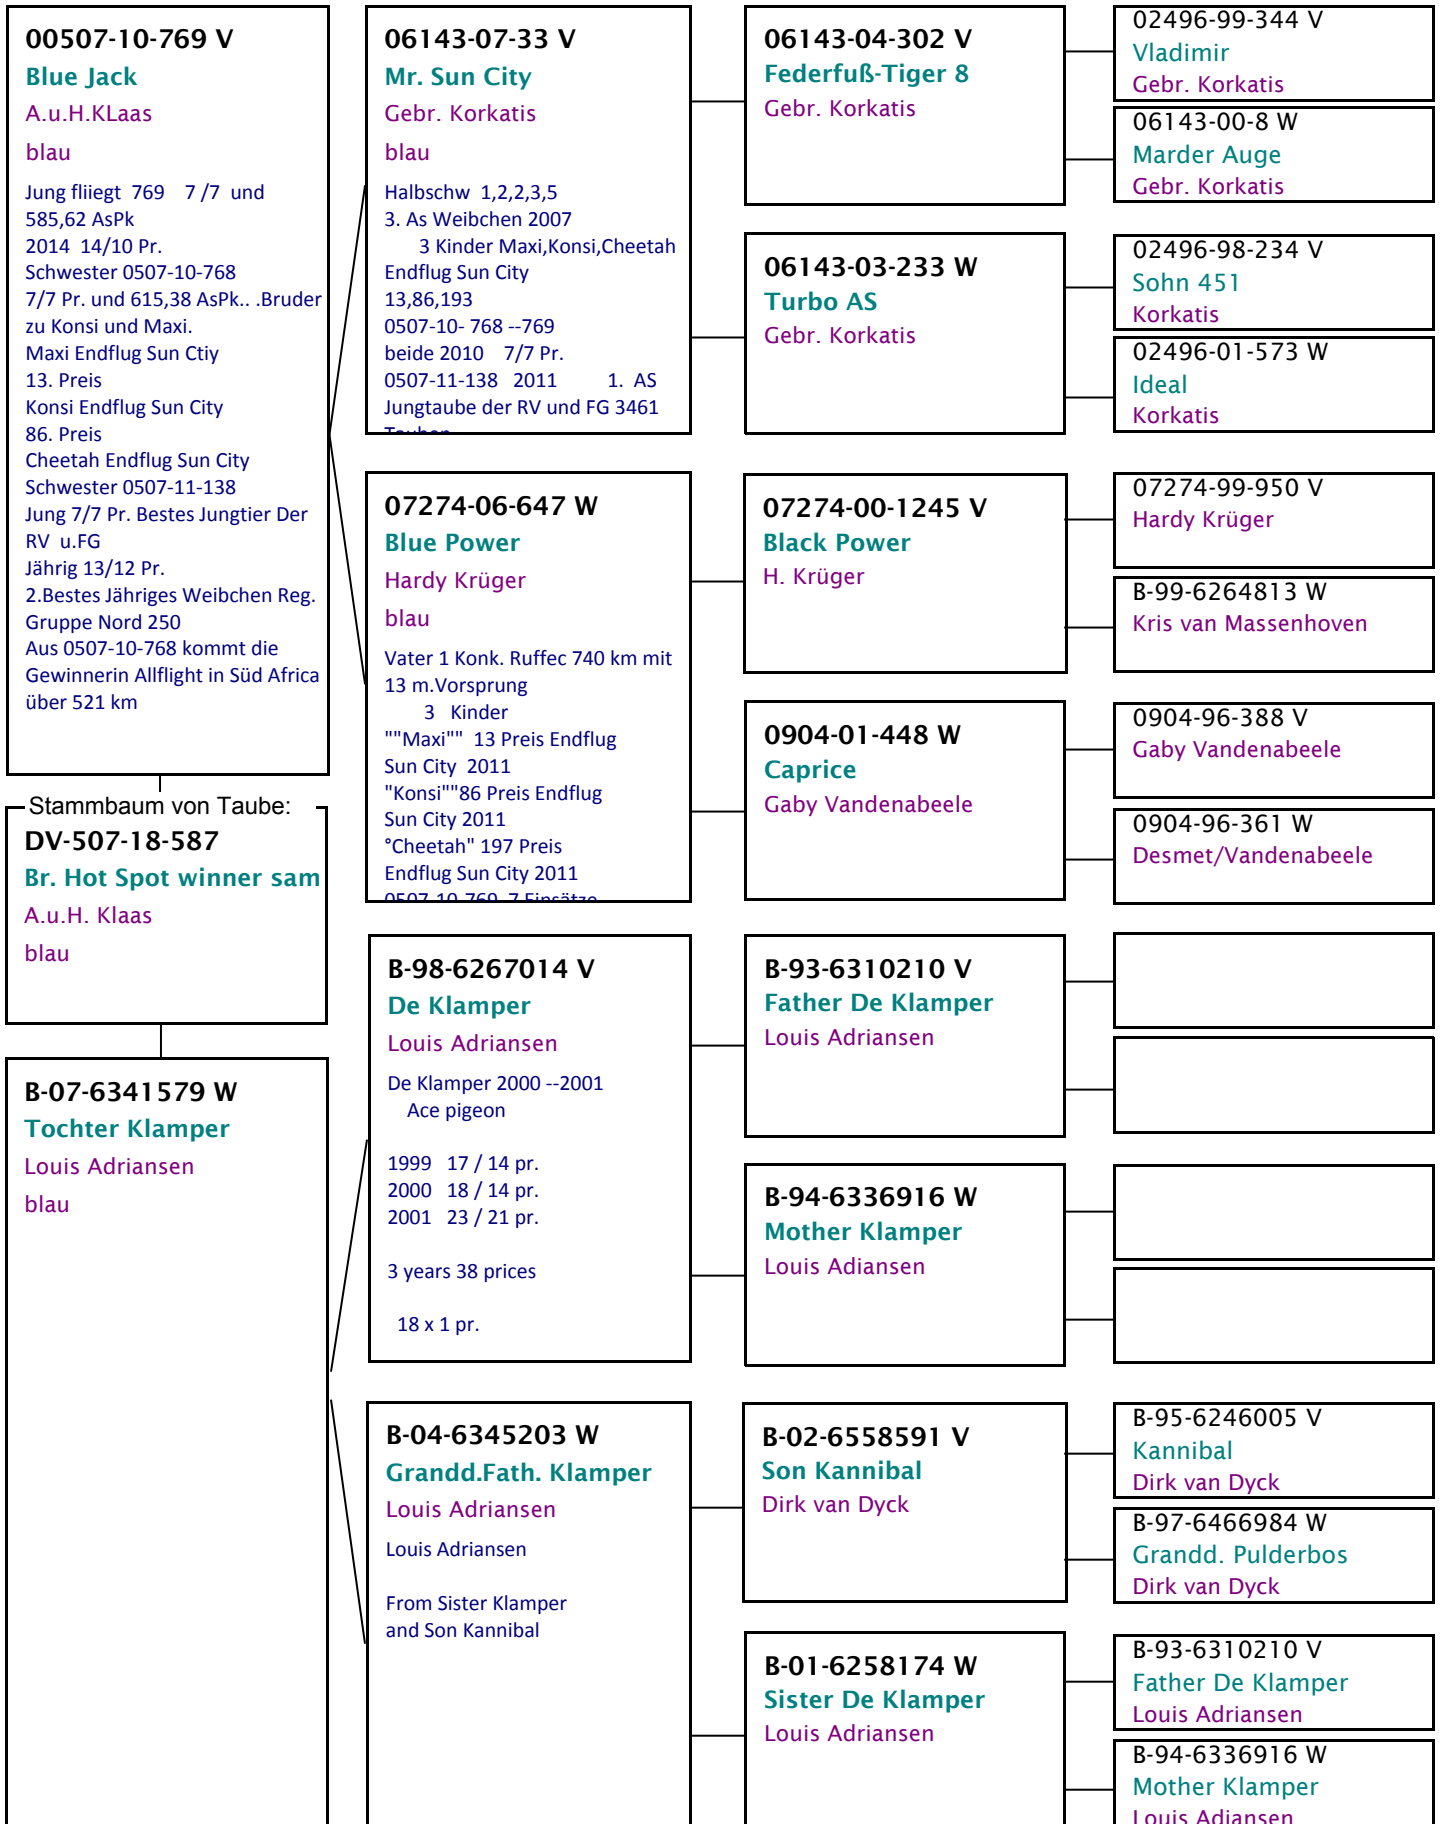 00507-10-769 V
Blue Jack
A.u.H.KLaas
blau
Jung fliiegt 769 7 /7 und
585,62 AsPk
2014 14/10 Pr.
Schwester 0507-10-768
7/7 Pr. und 615,38 AsPk.. .Bruder
zu Konsi und Maxi.
Maxi Endflug Sun Ctiy
13. Preis
Konsi Endflug Sun City
86. Preis
Cheetah Endflug Sun City
Schwester 0507-11-138
Jung 7/7 Pr. Bestes Jungtier Der
RV u.FG
Jährig 13/12 Pr.
2.Bestes Jähriges Weibchen Reg.
Gruppe Nord 250
Aus 0507-10-768 kommt die
Gewinnerin Allflight in Süd Africa
über 521 km
Stammbaum von Taube:
DV-507-18-587
Br. Hot Spot winner sam
A.u.H. Klaas
blau
B-07-6341579 W
Tochter Klamper
Louis Adriansen
blau
06143-07-33 V
Mr. Sun City
Gebr. Korkatis
blau
Halbschw 1,2,2,3,5
3. As Weibchen 2007
3 Kinder Maxi,Konsi,Cheetah
Endflug Sun City
13,86,193
0507-10- 768 --769
beide 2010 7/7 Pr.
0507-11-138 2011 1. AS
Jungtaube der RV und FG 3461
Tauben
07274-06-647 W
Blue Power
Hardy Krüger
blau
Vater 1 Konk. Ruffec 740 km mit
13 m.Vorsprung
3 Kinder
""Maxi"" 13 Preis Endflug
Sun City 2011
"Konsi""86 Preis Endflug
Sun City 2011
°Cheetah" 197 Preis
Endflug Sun City 2011
0507-10-769 7 Einsätze
B-98-6267014 V
De Klamper
Louis Adriansen
De Klamper 2000 --2001
Ace pigeon
1999 17 / 14 pr.
2000 18 / 14 pr.
2001 23 / 21 pr.
3 years 38 prices
18 x 1 pr.
B-04-6345203 W
Grandd.Fath. Klamper
Louis Adriansen
Louis Adriansen
From Sister Klamper
and Son Kannibal
06143-04-302 V
Federfuß-Tiger 8
Gebr. Korkatis
06143-03-233 W
Turbo AS
Gebr. Korkatis
07274-00-1245 V
Black Power
H. Krüger
0904-01-448 W
Caprice
Gaby Vandenabeele
B-93-6310210 V
Father De Klamper
Louis Adriansen
B-94-6336916 W
Mother Klamper
Louis Adiansen
B-02-6558591 V
Son Kannibal
Dirk van Dyck
B-01-6258174 W
Sister De Klamper
Louis Adriansen
02496-99-344 V
Vladimir
Gebr. Korkatis
06143-00-8 W
Marder Auge
Gebr. Korkatis
02496-98-234 V
Sohn 451
Korkatis
02496-01-573 W
Ideal
Korkatis
07274-99-950 V
Hardy Krüger
B-99-6264813 W
Kris van Massenhoven
0904-96-388 V
Gaby Vandenabeele
0904-96-361 W
Desmet/Vandenabeele
B-95-6246005 V
Kannibal
Dirk van Dyck
B-97-6466984 W
Grandd. Pulderbos
Dirk van Dyck
B-93-6310210 V
Father De Klamper
Louis Adriansen
B-94-6336916 W
Mother Klamper
Louis Adiansen